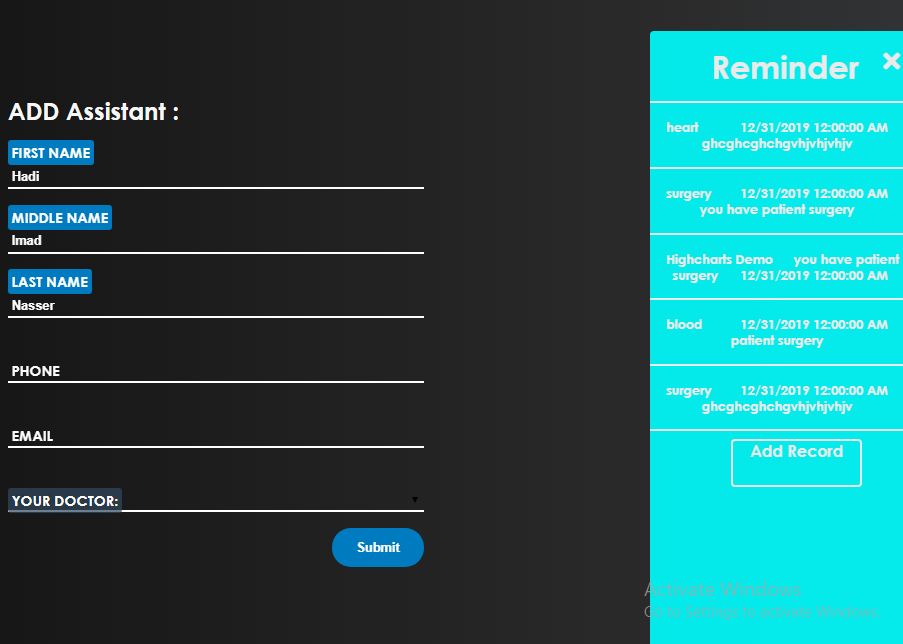 ADD Assistant :
FIRST NAME
Hadi
MIDDLE NAME
Imad
LAST NAME
Nasser
PHONE
EMAIL
YOUR DOCTOR:
Submit
Reminder
heart 12/31/2019 12:00:00 AM
ghcghcghchgvhjvhjvhjv
surgery 12/31/2019 12:00:00 AM
you have patient surgery
Highcharts Demo you have patient
surgery 12/31/2019 12:00:00 AM
blood 12/31/2019 12:00:00 AM
patient surgery
surgery 12/31/2019 12:00:00 AM
ghcghcghchgvhjvhjvhjv
Add Record
Activate Windows
Go to Settings to activate Windows.